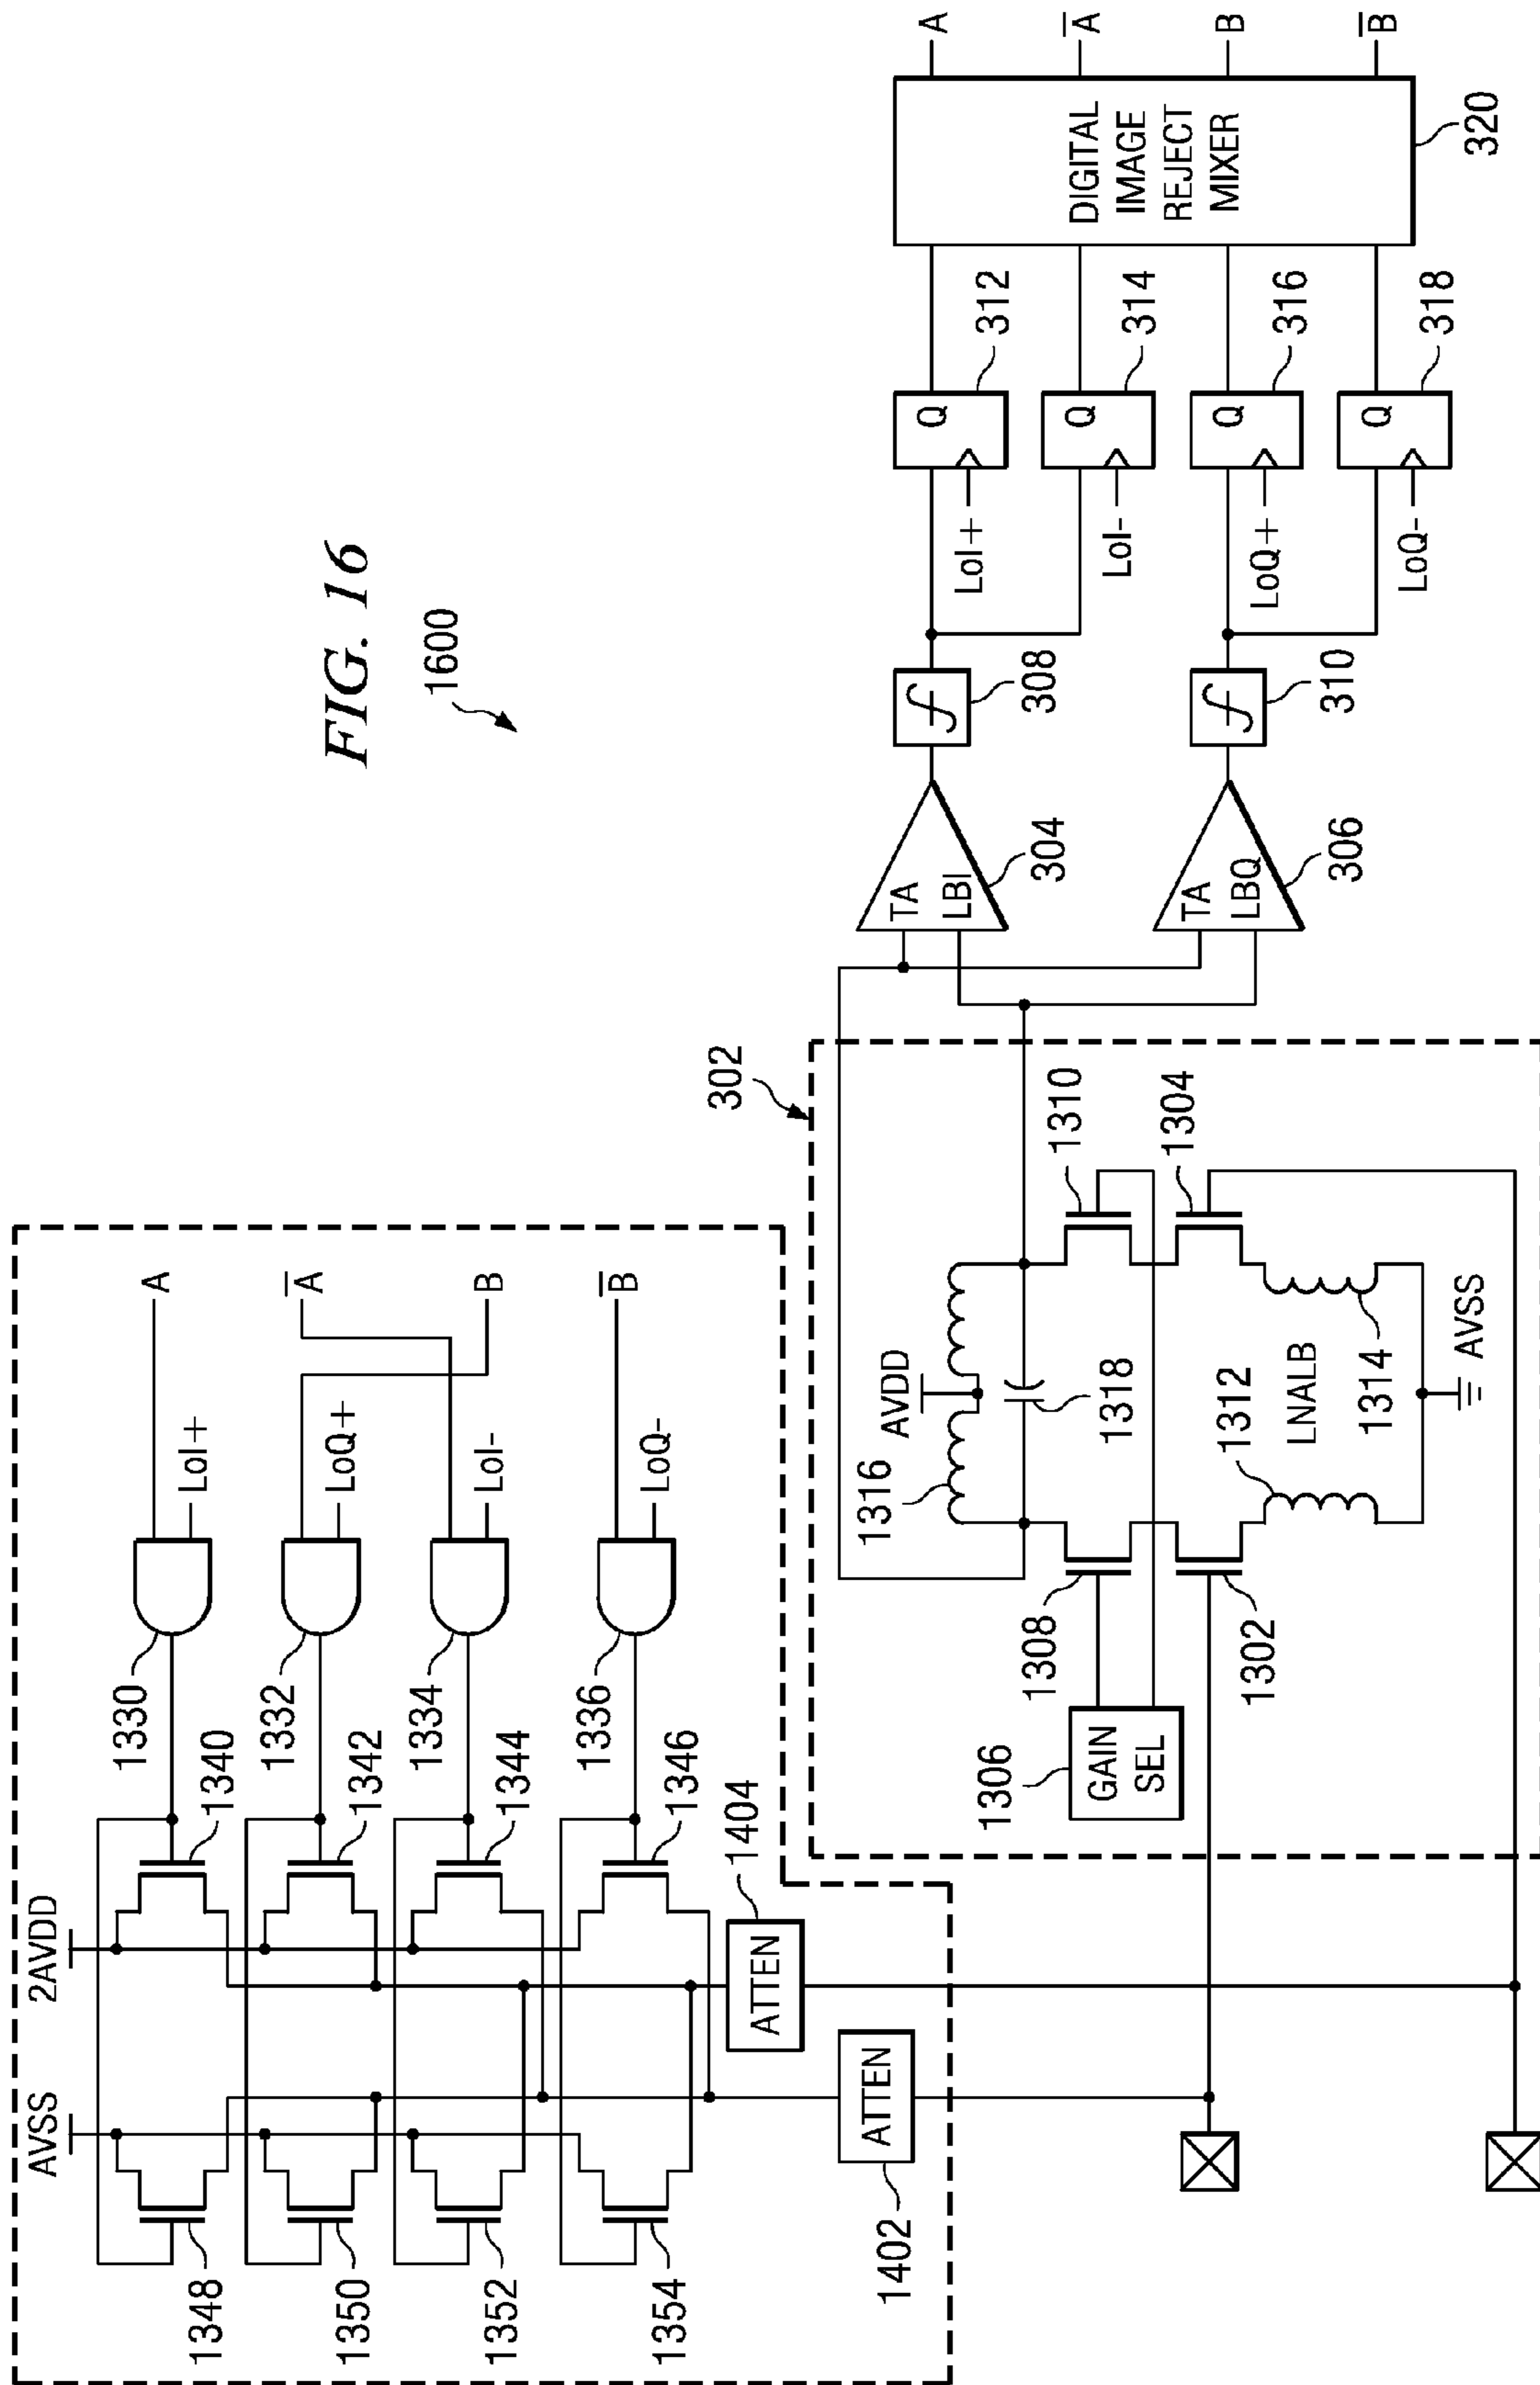 FIG. 16
1600
AVSS
2AVDD
1348
1350
1352
1354
1340
1342
1344
1346
1330
1332
1334
1336
LoI+
LoQ+
LoI-
LoQ-
A
A̅
B
B̅
1402
ATTEN
1404
ATTEN
302
1306
GAIN
SEL
1308
1302
1316
AVDD
1318
1310
1304
1312
LNALB
1314
AVSS
TA
LBI
304
TA
LBQ
306
308
310
Q
LoI+
312
Q
LoI-
314
Q
LoQ+
316
Q
LoQ-
318
DIGITAL
IMAGE
REJECT
MIXER
320
A
A̅
B
B̅